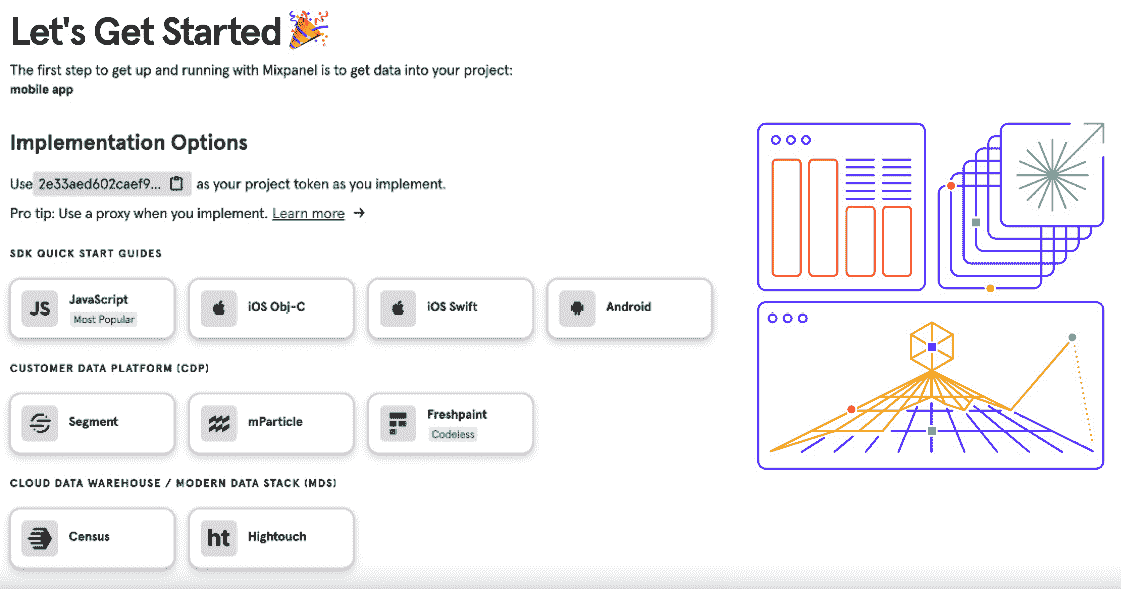 Let's Get Started
The first step to get up and running with Mixpanel is to get data into your project:
mobile app
Implementation Options
Use 2e33aed602caef9... as your project token as you implement.
Pro tip: Use a proxy when you implement. Learn more →
SDK QUICK START GUIDES
JS JavaScript
Most Popular
iOS Obj-C
iOS Swift
Android
CUSTOMER DATA PLATFORM (CDP)
Segment
mParticle
Freshpaint
Codeless
CLOUD DATA WAREHOUSE / MODERN DATA STACK (MDS)
Census
ht Hightouch